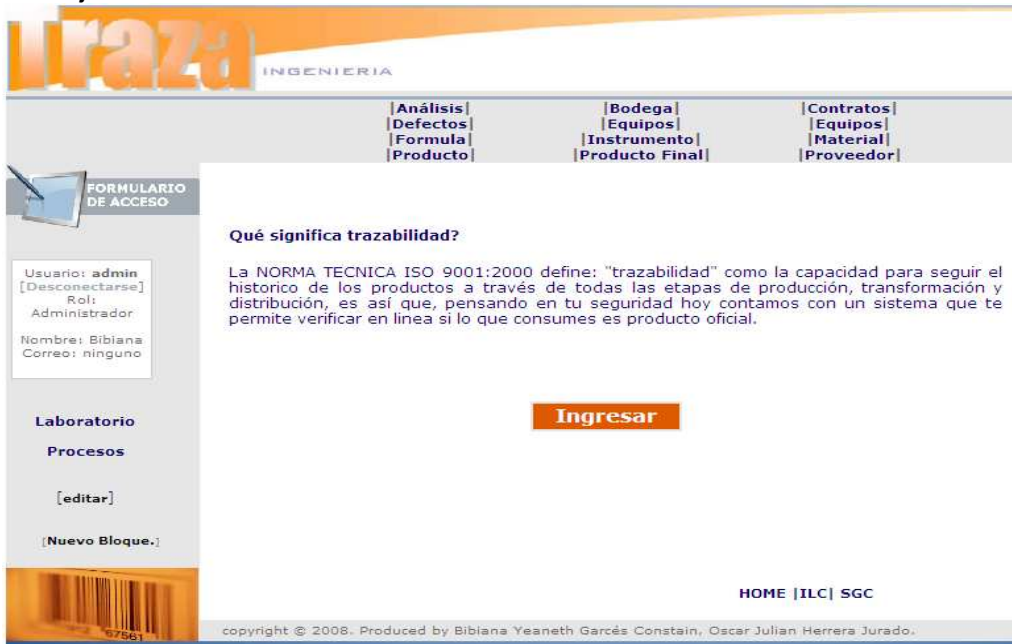 Traza
INGENIERIA
|Análisis| |Bodega| |Contratos|
|Defectos| |Equipos| |Equipos|
|Formula| |Instrumento| |Material|
|Producto| |Producto Final| |Proveedor|
FORMULARIO
DE ACCESO
Qué significa trazabilidad?
La NORMA TECNICA ISO 9001:2000 define: "trazabilidad" como la capacidad para seguir el
historico de los productos a través de todas las etapas de producción, transformación y
distribución, es así que, pensando en tu seguridad hoy contamos con un sistema que te
permite verificar en linea si lo que consumes es producto oficial.
Usuario: admin
[Desconectarse]
Rol:
Administrador
Nombre: Bibiana
Correo: ninguno
Ingresar
Laboratorio
Procesos
[editar]
[Nuevo Bloque.]
67561
HOME |ILC| SGC
copyright © 2008. Produced by Bibiana Yeaneth Garcés Constain, Oscar Julian Herrera Jurado.